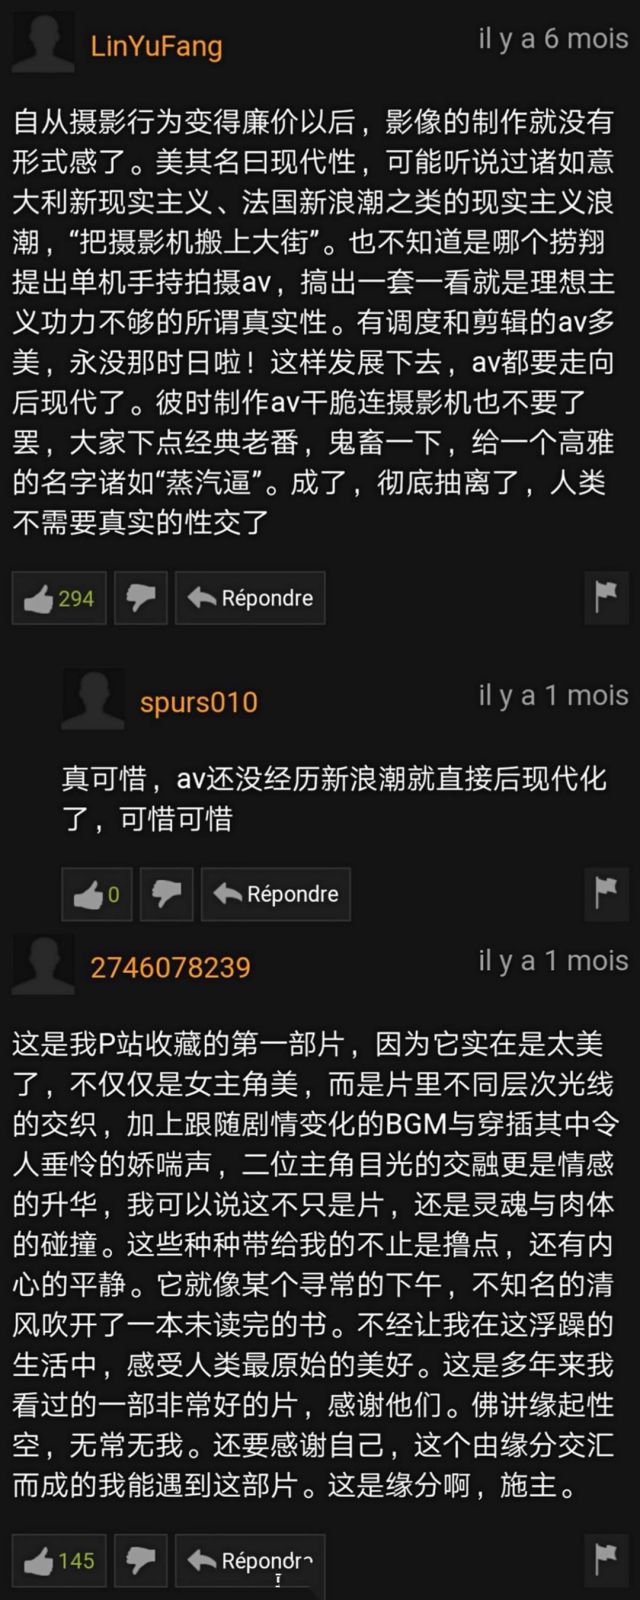 LinYuFang
il y a 6 mois
自从摄影行为变得廉价以后，影像的制作就没有
形式感了。美其名曰现代性，可能听说过诸如意
大利新现实主义、法国新浪潮之类的现实主义浪
潮，“把摄影机搬上大街”。也不知道是哪个捞翔
提出单机手持拍摄av，搞出一套一看就是理想主
义功力不够的所谓真实性。有调度和剪辑的av多
美，永没那时日啦！这样发展下去，av都要走向
后现代了。彼时制作av干脆连摄影机也不要了
罢，大家下点经典老番，鬼畜一下，给一个高雅
的名字诸如“蒸汽逼”。成了，彻底抽离了，人类
不需要真实的性交了
294
Répondre
spurs010
il y a 1 mois
真可惜，av还没经历新浪潮就直接后现代化
了，可惜可惜
0
Répondre
2746078239
il y a 1 mois
这是我P站收藏的第一部片，因为它实在是太美
了，不仅仅是女主角美，而是片里不同层次光线
的交织，加上跟随剧情变化的BGM与穿插其中令
人垂怜的娇喘声，二位主角目光的交融更是情感
的升华，我可以说这不只是片，还是灵魂与肉体
的碰撞。这些种种带给我的不止是撸点，还有内
心的平静。它就像某个寻常的下午，不知名的清
风吹开了一本未读完的书。不经让我在这浮躁的
生活中，感受人类最原始的美好。这是多年来我
看过的一部非常好的片，感谢他们。佛讲缘起性
空，无常无我。还要感谢自己，这个由缘分交汇
而成的我能遇到这部片。这是缘分啊，施主。
145
Répondr